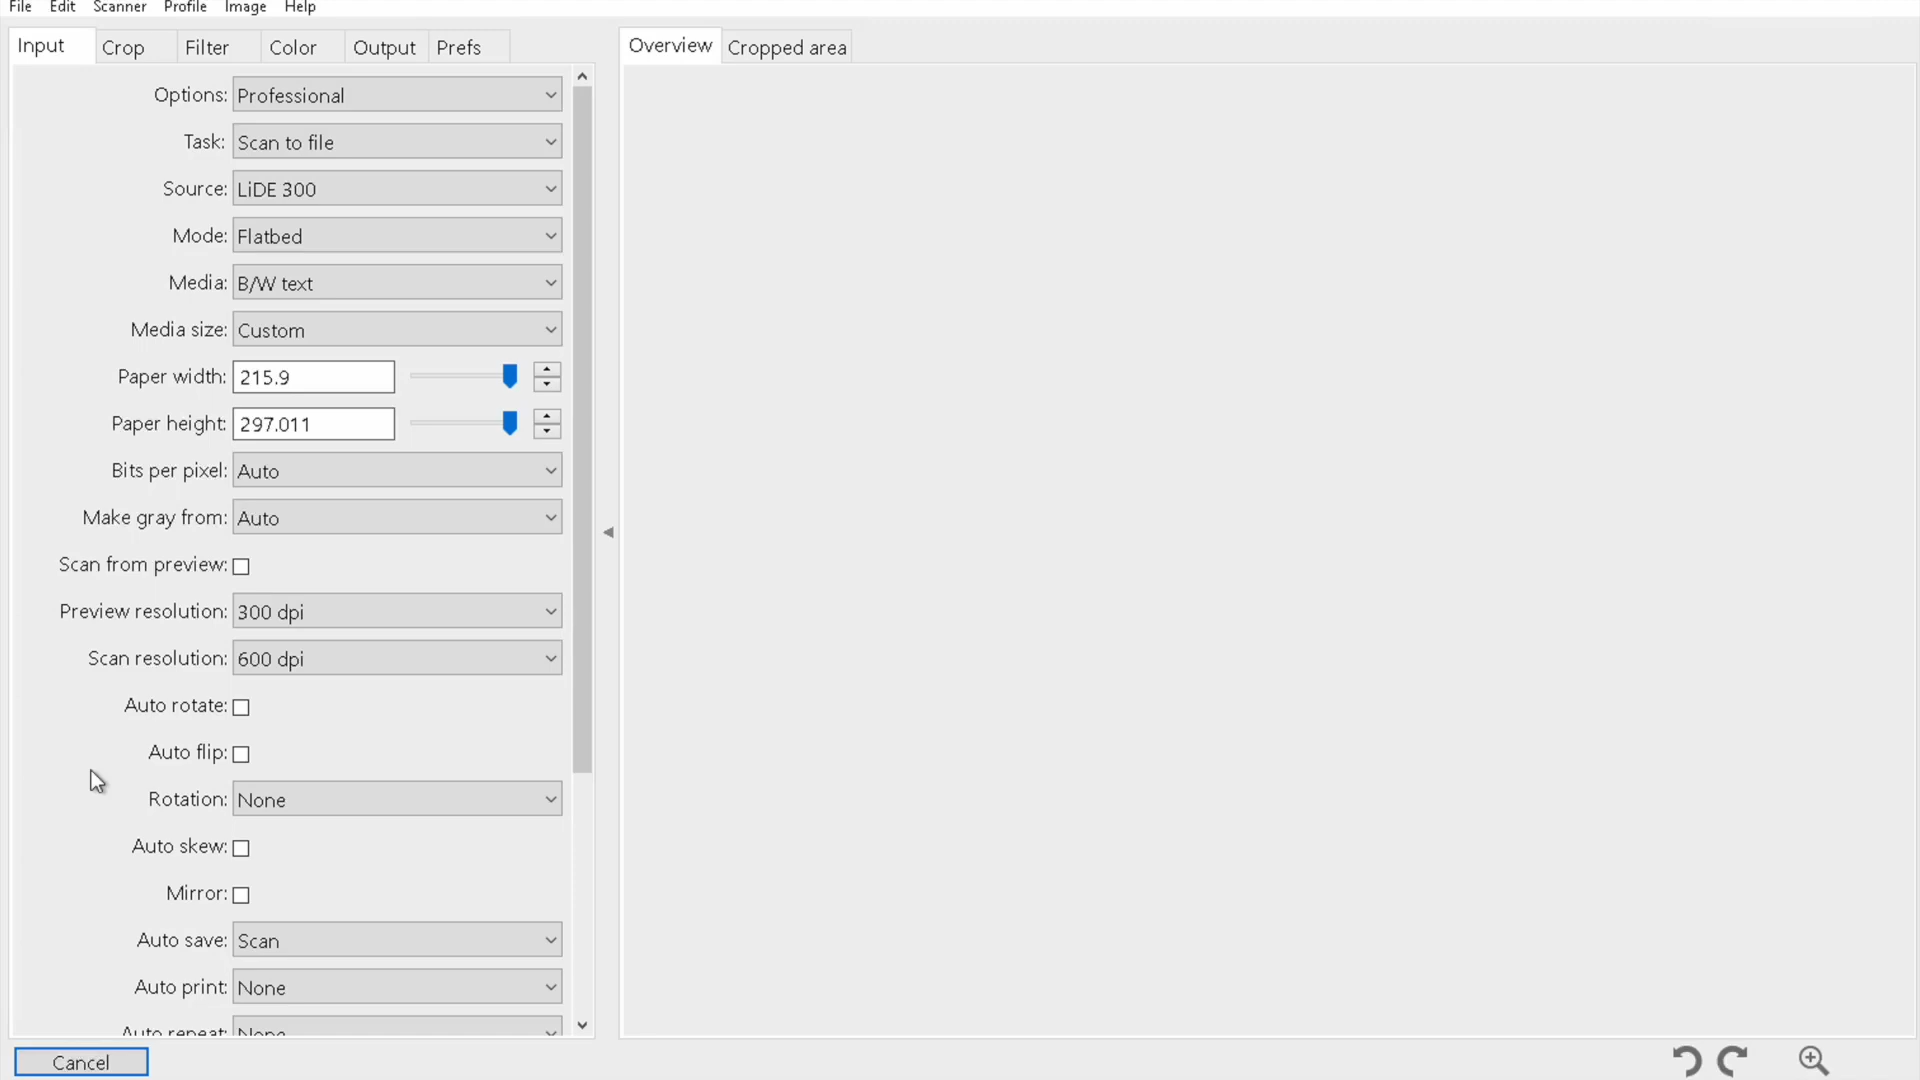 File Edit Scanner Profile Image Help
Input Crop Filter Color Output Prefs
Overview Cropped area
Options: Professional
Task: Scan to file
Source: LiDE 300
Mode: Flatbed
Media: B/W text
Media size: Custom
Paper width: 215.9
Paper height: 297.011
Bits per pixel: Auto
Make gray from: Auto
Scan from preview:
Preview resolution: 300 dpi
Scan resolution: 600 dpi
Auto rotate:
Auto flip:
Rotation: None
Auto skew:
Mirror:
Auto save: Scan
Auto print: None
Auto repeat: None
Cancel